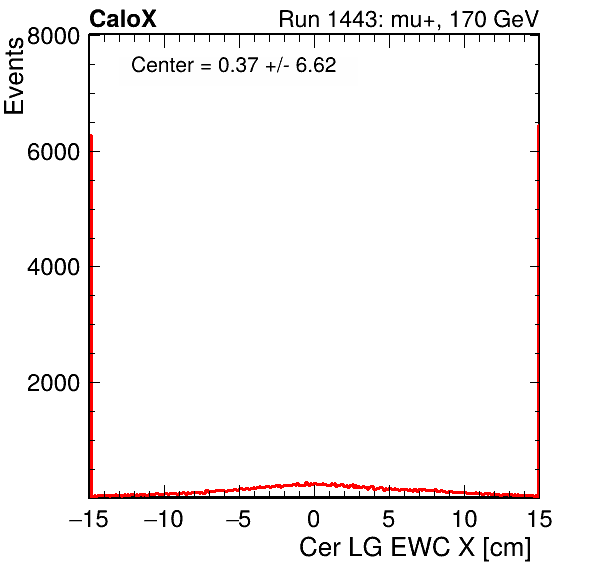 CaloX Run 1443: mu+, 170 GeV
Events
8000
Center = 0.37 +/- 6.62
6000
4000
2000
−15 −10 −5 0 5 10 15
Cer LG EWC X [cm]